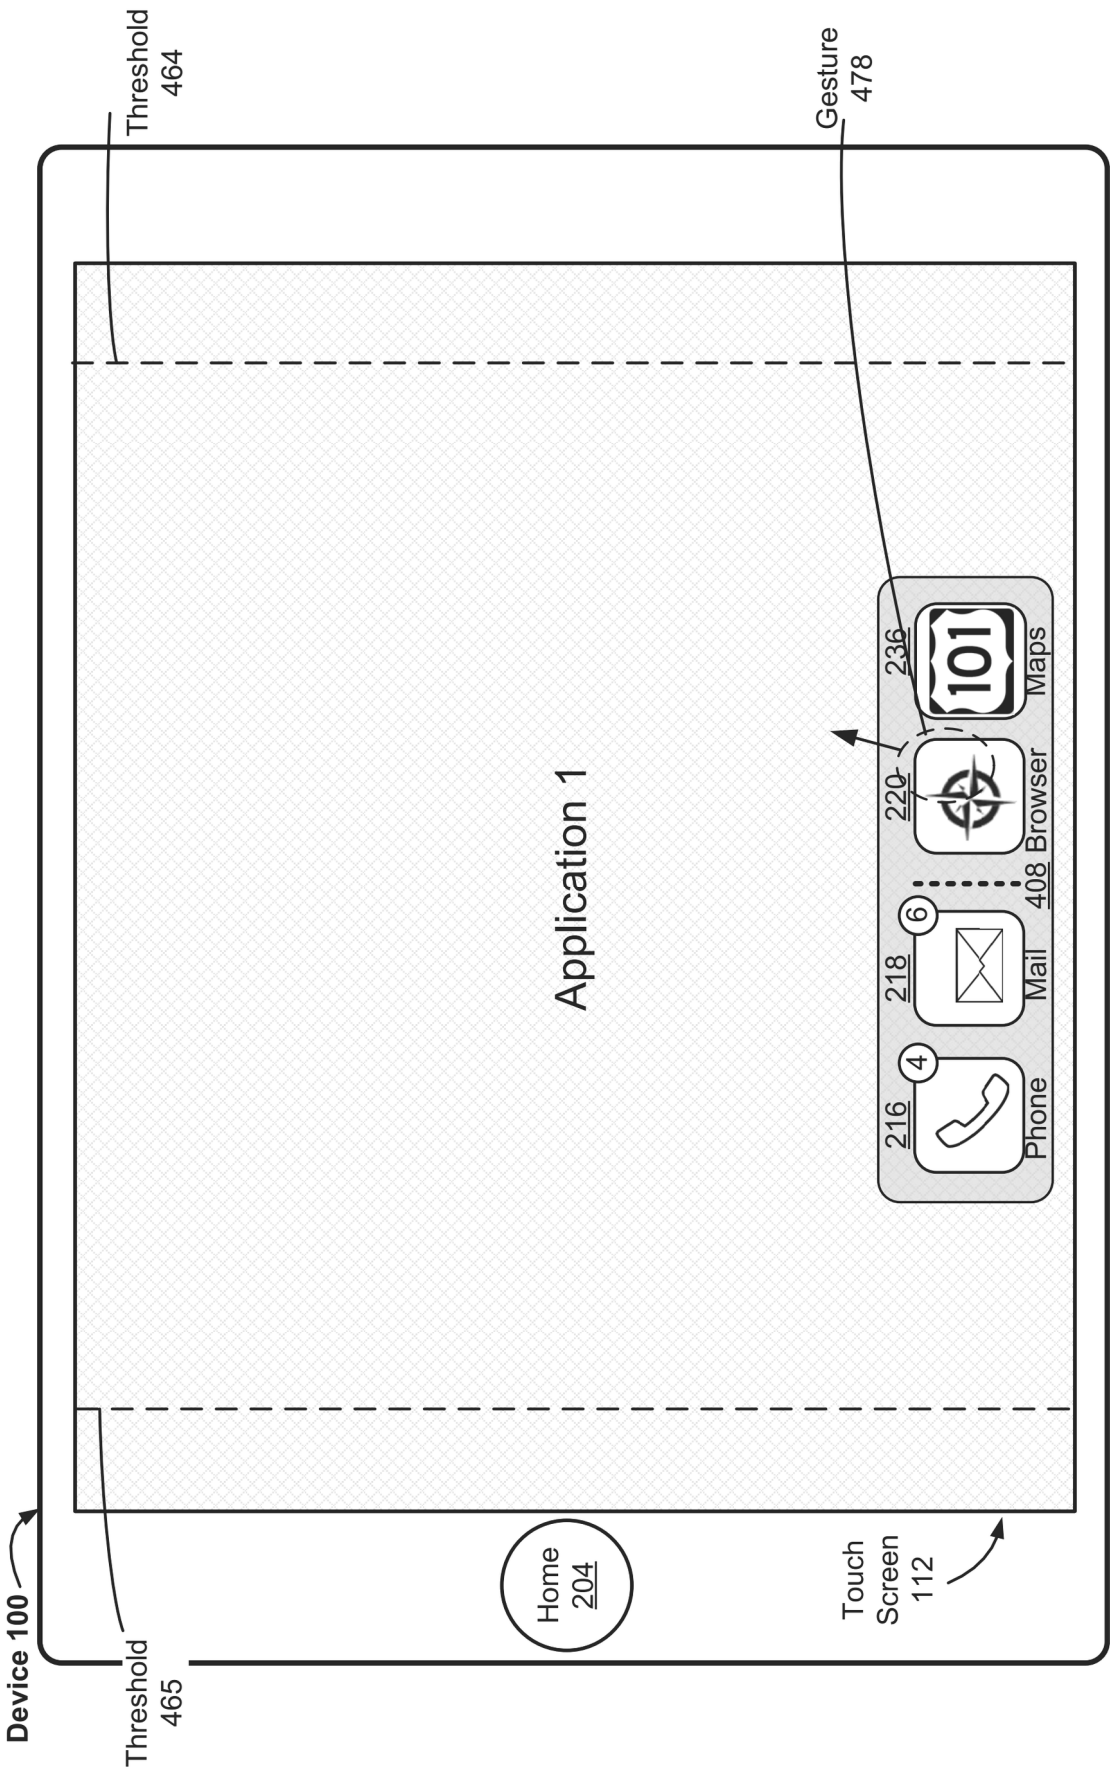 Device 100
Threshold
465
Threshold
464
Application 1
Home
204
Touch
Screen
112
Gesture
478
216
4
Phone
218
6
Mail
408
220
Browser
236
101
Maps